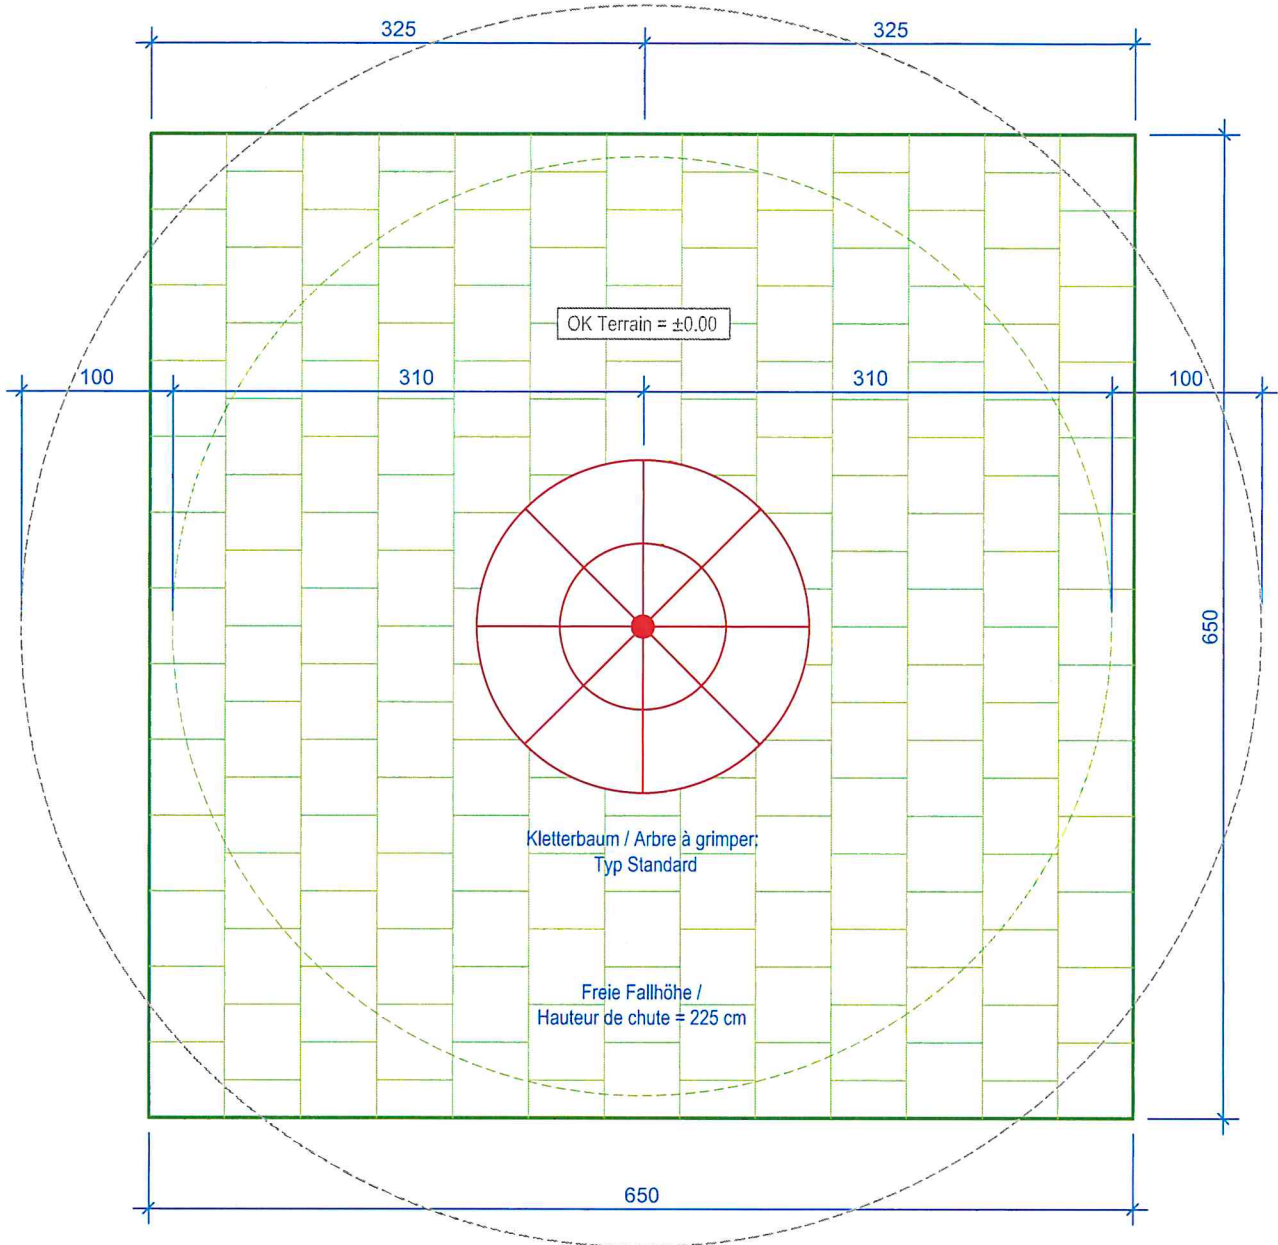 325
325
OK Terrain = ±0.00
100
310
310
100
650
Kletterbaum / Arbre à grimper:
Typ Standard
Freie Fallhöhe /
Hauteur de chute = 225 cm
650